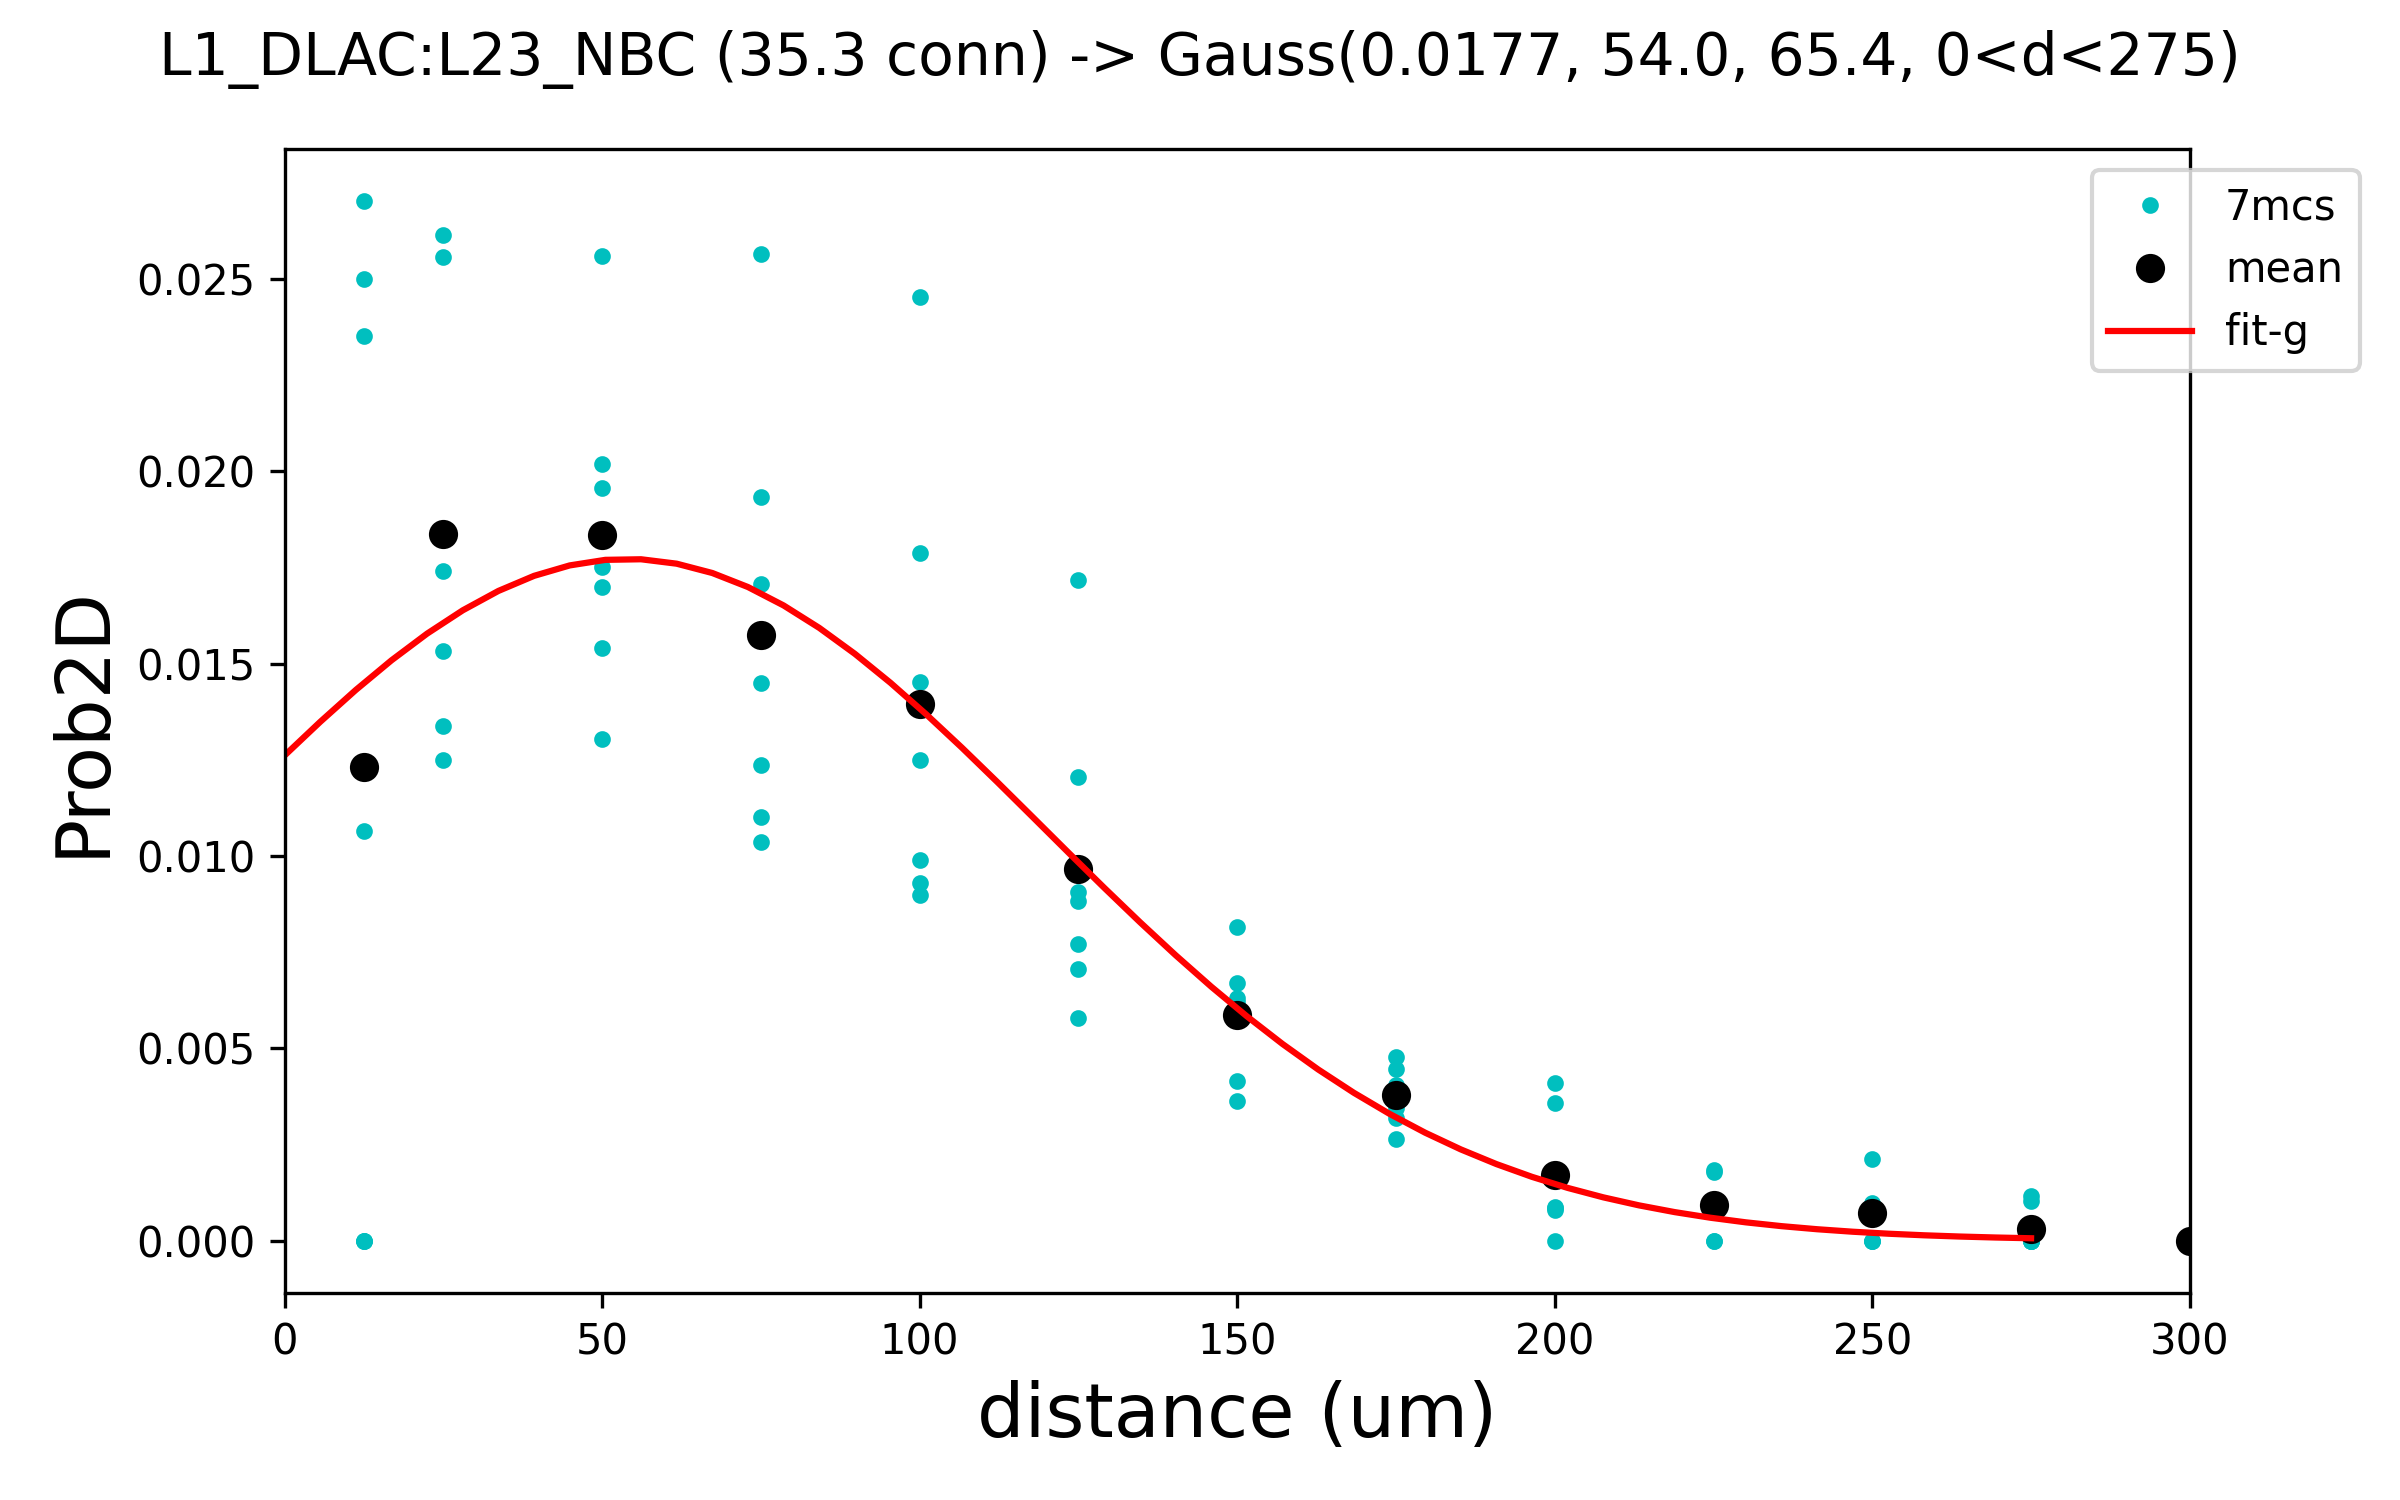 L1_DLAC:L23_NBC (35.3 conn) -> Gauss(0.0177, 54.0, 65.4, 0<d<275)
7mcs
mean
fit-g
Prob2D
0.025
0.020
0.015
0.010
0.005
0.000
0 50 100 150 200 250 300
distance (um)